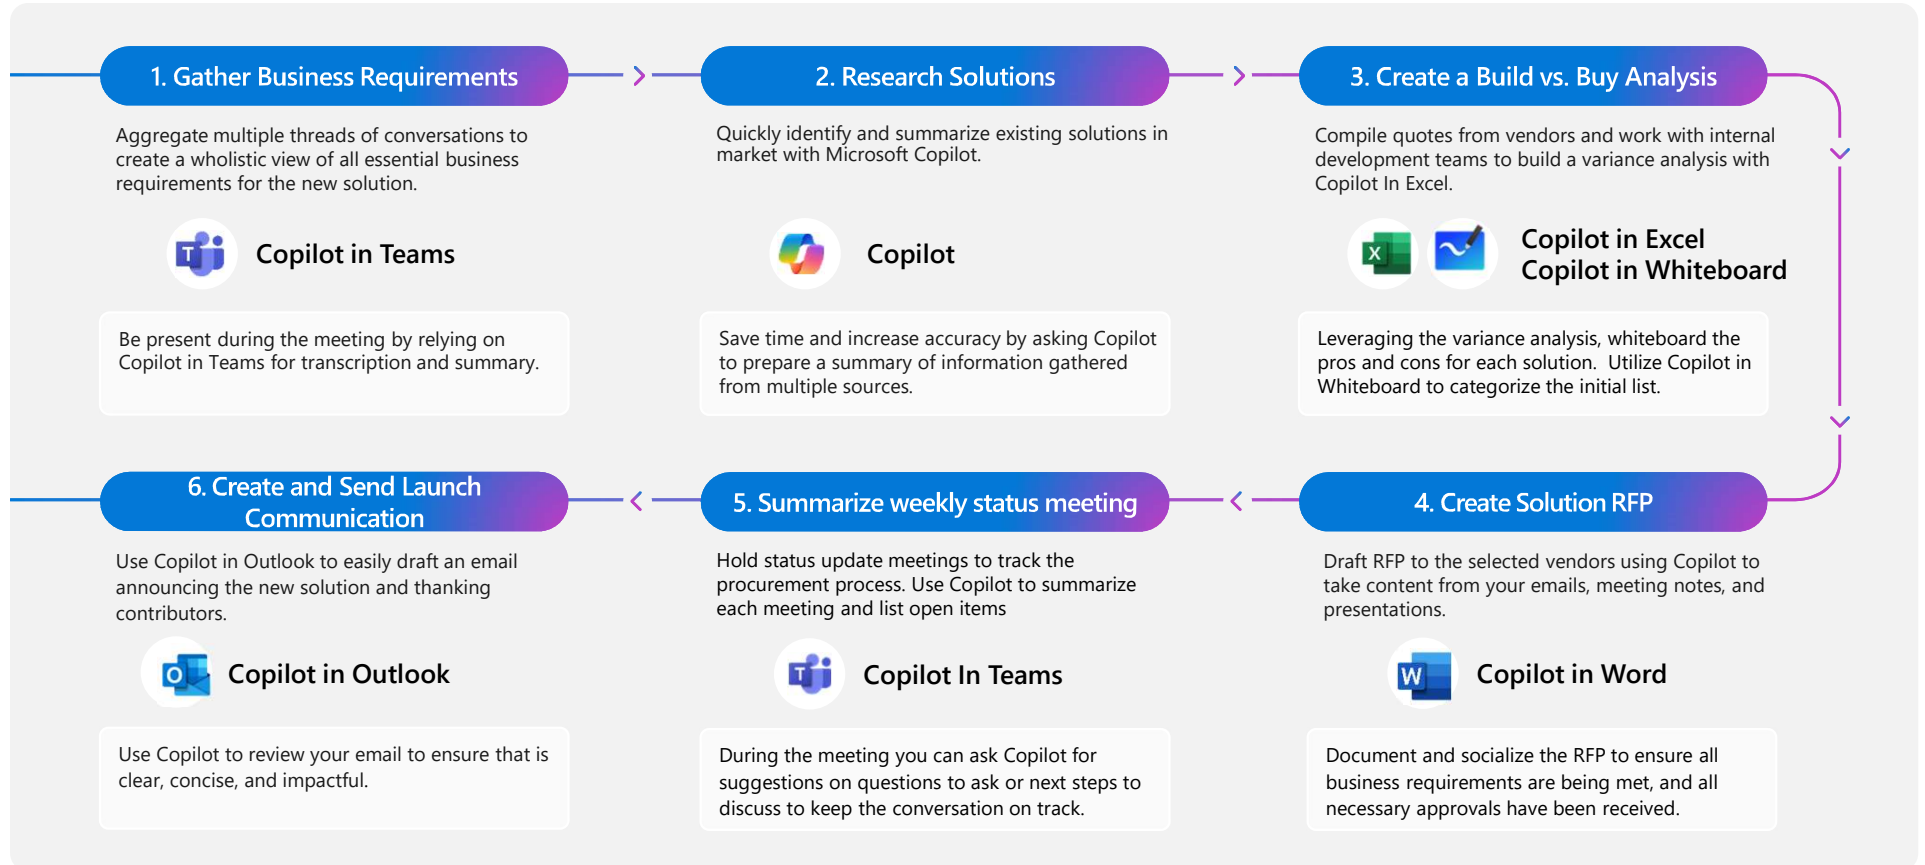 1. Gather Business Requirements
Aggregate multiple threads of conversations to
create a wholistic view of all essential business
requirements for the new solution.
T
Copilot in Teams
Be present during the meeting by relying on
Copilot in Teams for transcription and summary.
2. Research Solutions
Quickly identify and summarize existing solutions in
market with Microsoft Copilot.
Copilot
Save time and increase accuracy by asking Copilot
to prepare a summary of information gathered
from multiple sources.
3. Create a Build vs. Buy Analysis
Compile quotes from vendors and work with internal
development teams to build a variance analysis with
Copilot In Excel.
X
Copilot in Excel
Copilot in Whiteboard
Leveraging the variance analysis, whiteboard the
pros and cons for each solution.  Utilize Copilot in
Whiteboard to categorize the initial list.
4. Create Solution RFP
Draft RFP to the selected vendors using Copilot to
take content from your emails, meeting notes, and
presentations.
W
Copilot in Word
Document and socialize the RFP to ensure all
business requirements are being met, and all
necessary approvals have been received.
5. Summarize weekly status meeting
Hold status update meetings to track the
procurement process. Use Copilot to summarize
each meeting and list open items
T
Copilot In Teams
During the meeting you can ask Copilot for
suggestions on questions to ask or next steps to
discuss to keep the conversation on track.
6. Create and Send Launch
Communication
Use Copilot in Outlook to easily draft an email
announcing the new solution and thanking
contributors.
O
Copilot in Outlook
Use Copilot to review your email to ensure that is
clear, concise, and impactful.